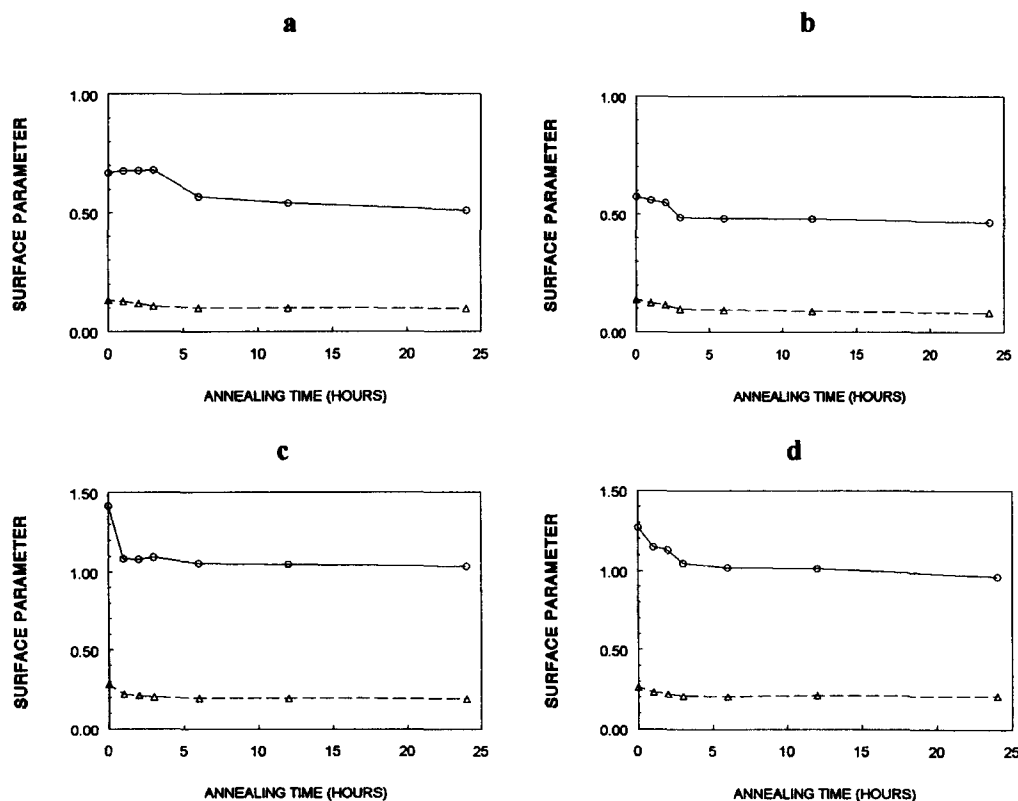 a
SURFACE PARAMETER
1.00
0.50
0.00
0 5 10 15 20 25
ANNEALING TIME (HOURS)
b
SURFACE PARAMETER
1.00
0.50
0.00
0 5 10 15 20 25
ANNEALING TIME (HOURS)
c
SURFACE PARAMETER
1.50
1.00
0.50
0.00
0 5 10 15 20 25
ANNEALING TIME (HOURS)
d
SURFACE PARAMETER
1.50
1.00
0.50
0.00
0 5 10 15 20 25
ANNEALING TIME (HOURS)